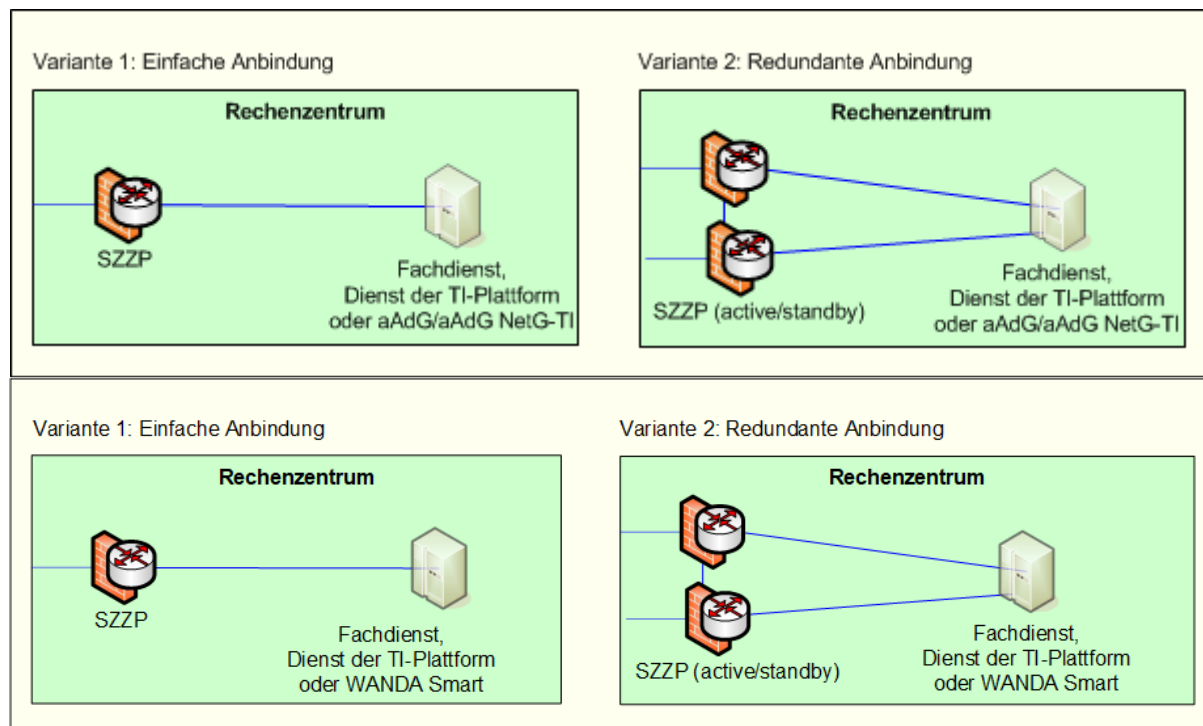 Variante 1: Einfache Anbindung
Variante 2: Redundante Anbindung
Rechenzentrum
SZZP
Fachdienst,
Dienst der TI-Plattform
oder aAdG/aAdG NetG-TI
Rechenzentrum
SZZP (active/standby)
Fachdienst,
Dienst der TI-Plattform
oder aAdG/aAdG NetG-TI
Variante 1: Einfache Anbindung
Variante 2: Redundante Anbindung
Rechenzentrum
SZZP
Fachdienst,
Dienst der TI-Plattform
oder WANDA Smart
Rechenzentrum
SZZP (active/standby)
Fachdienst,
Dienst der TI-Plattform
oder WANDA Smart